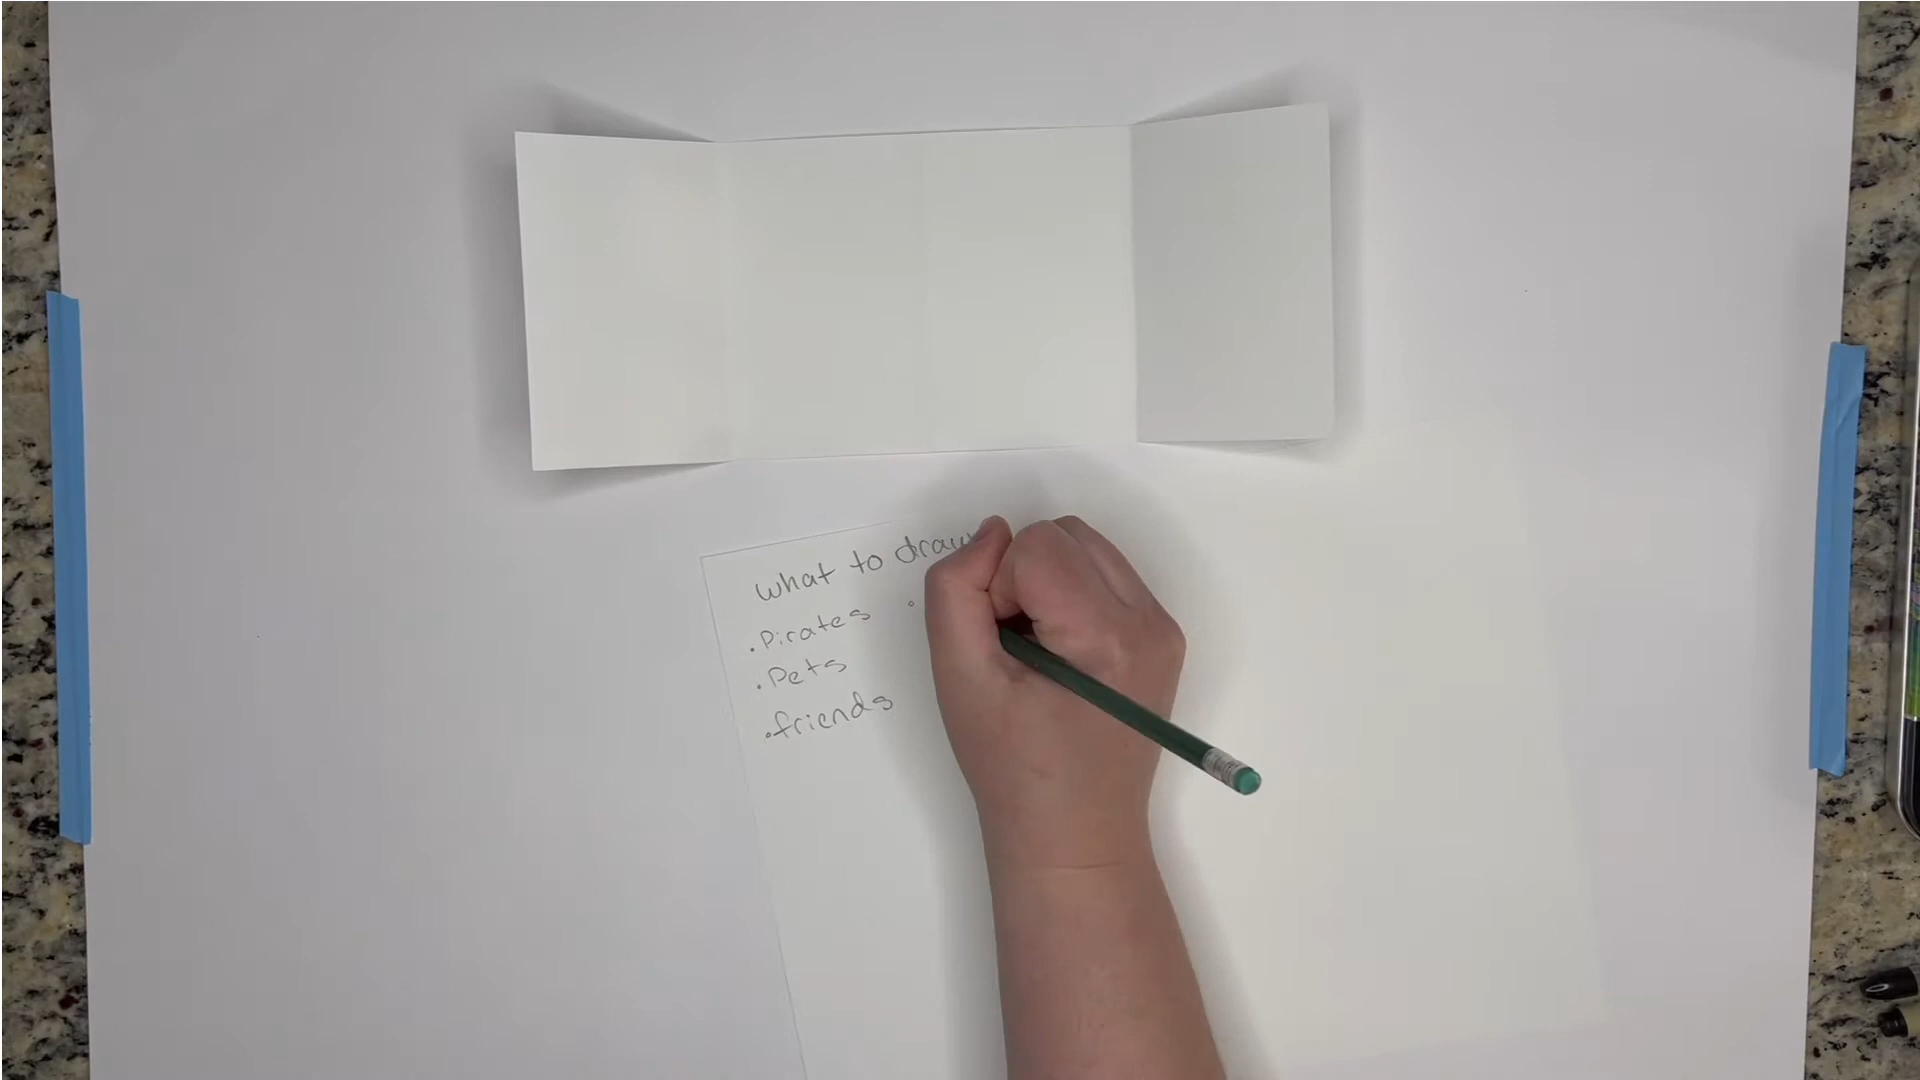 what to draw
. Pirates
. Pets
. friends